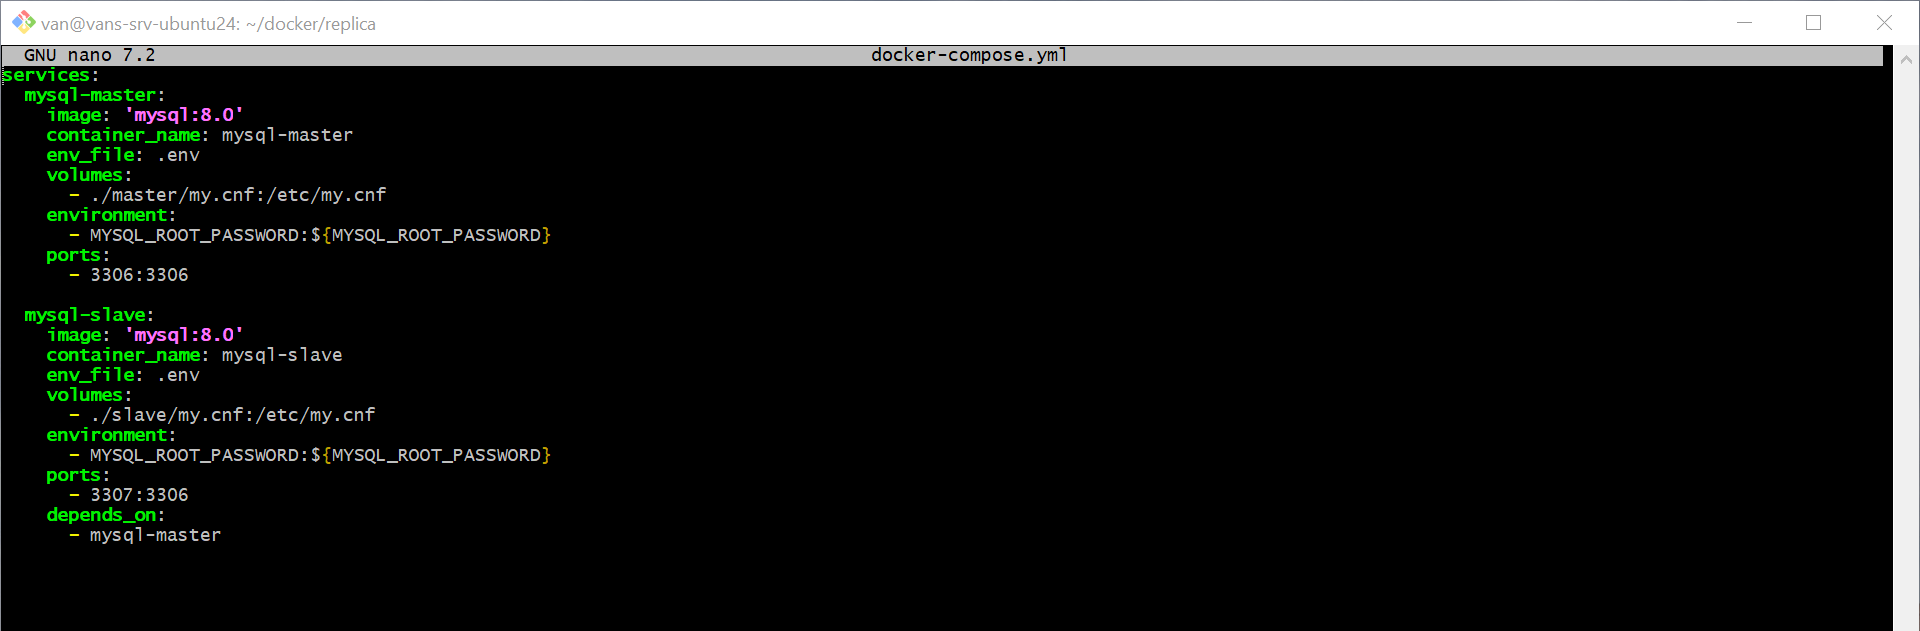 van@vans-srv-ubuntu24: ~/docker/replica
GNU nano 7.2 docker-compose.yml
services:
  mysql-master:
    image: 'mysql:8.0'
    container_name: mysql-master
    env_file: .env
    volumes:
      - ./master/my.cnf:/etc/my.cnf
    environment:
      - MYSQL_ROOT_PASSWORD:${MYSQL_ROOT_PASSWORD}
    ports:
      - 3306:3306

  mysql-slave:
    image: 'mysql:8.0'
    container_name: mysql-slave
    env_file: .env
    volumes:
      - ./slave/my.cnf:/etc/my.cnf
    environment:
      - MYSQL_ROOT_PASSWORD:${MYSQL_ROOT_PASSWORD}
    ports:
      - 3307:3306
    depends_on:
      - mysql-master